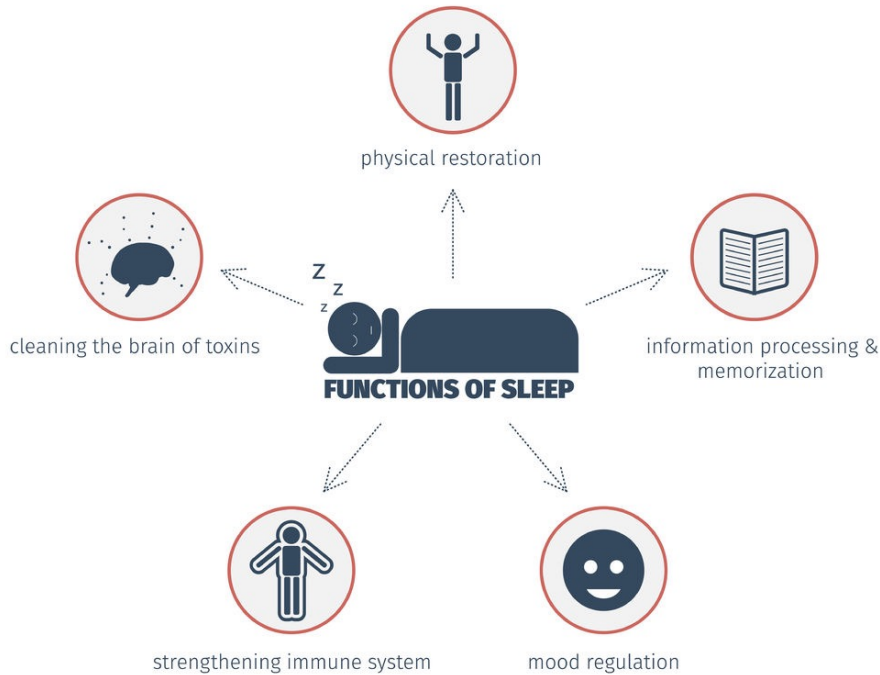 physical restoration
Z
z
z
cleaning the brain of toxins
information processing &
memorization
FUNCTIONS OF SLEEP
strengthening immune system
mood regulation